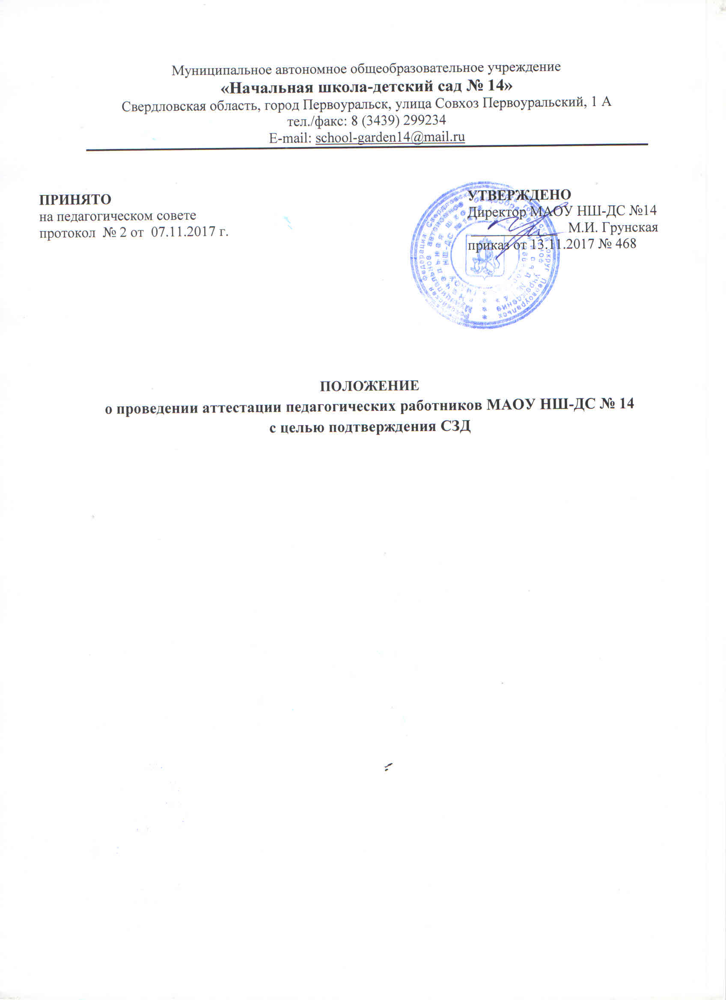 Муниципальное автономное общеобразовательное учреждение
«Начальная школа-детский сад № 14»
Свердловская область, город Первоуральск, улица Совхоз Первоуральский, 1 А
тел./факс: 8 (3439) 299234
E-mail: school-garden14@mail.ru
ПРИНЯТО
на педагогическом совете
протокол № 2 от 07.11.2017 г.
УТВЕРЖДЕНО
Директор МАОУ НШ-ДС №14
М.И. Грунская
приказ от 13.11.2017 № 468
ПОЛОЖЕНИЕ
о проведении аттестации педагогических работников МАОУ НШ-ДС № 14
с целью подтверждения СЗД